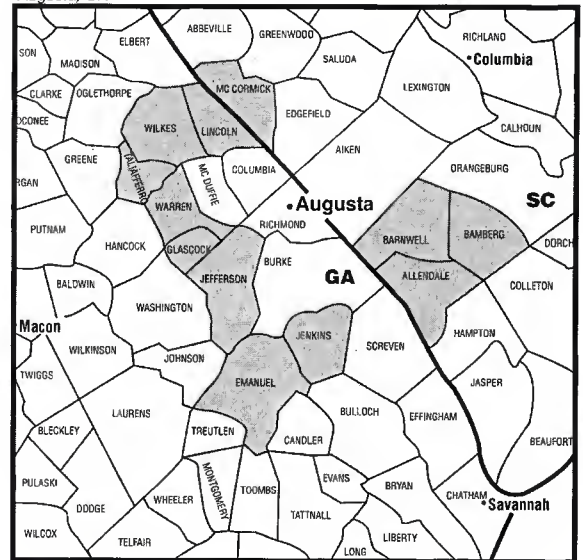 ABBEVILLE
GREENWOOD
RICHLAND
ELBERT
SON
MADISON
SALUDA
Columbia
CLARKE
OGLETHORPE
MC CORMICK
LEXINGTON
OCONEE
WILKES
LINCOLN
EDGEFIELD
CALHOUN
GREENE
TALIAFERRO
MC DUFFIE
COLUMBIA
AIKEN
ORANGEBURG
RGAN
WARREN
Augusta
SC
PUTNAM
HANCOCK
GLASCOCK
RICHMOND
BARNWELL
BAMBERG
DORCH
BALDWIN
JEFFERSON
BURKE
GA
ALLENDALE
COLLETON
WASHINGTON
Macon
WILKINSON
JOHNSON
JENKINS
SCREVEN
HAMPTON
TWIGGS
EMANUEL
JASPER
LAURENS
BULLOCH
EFFINGHAM
BLECKLEY
TREUTLEN
CANDLER
BEAUFORT
PULASKI
DODGE
WHEELER
MONTGOMERY
TOOMBS
EVANS
BRYAN
CHATHAM
Savannah
TATTNALL
WILCOX
TELFAIR
LONG
LIBERTY